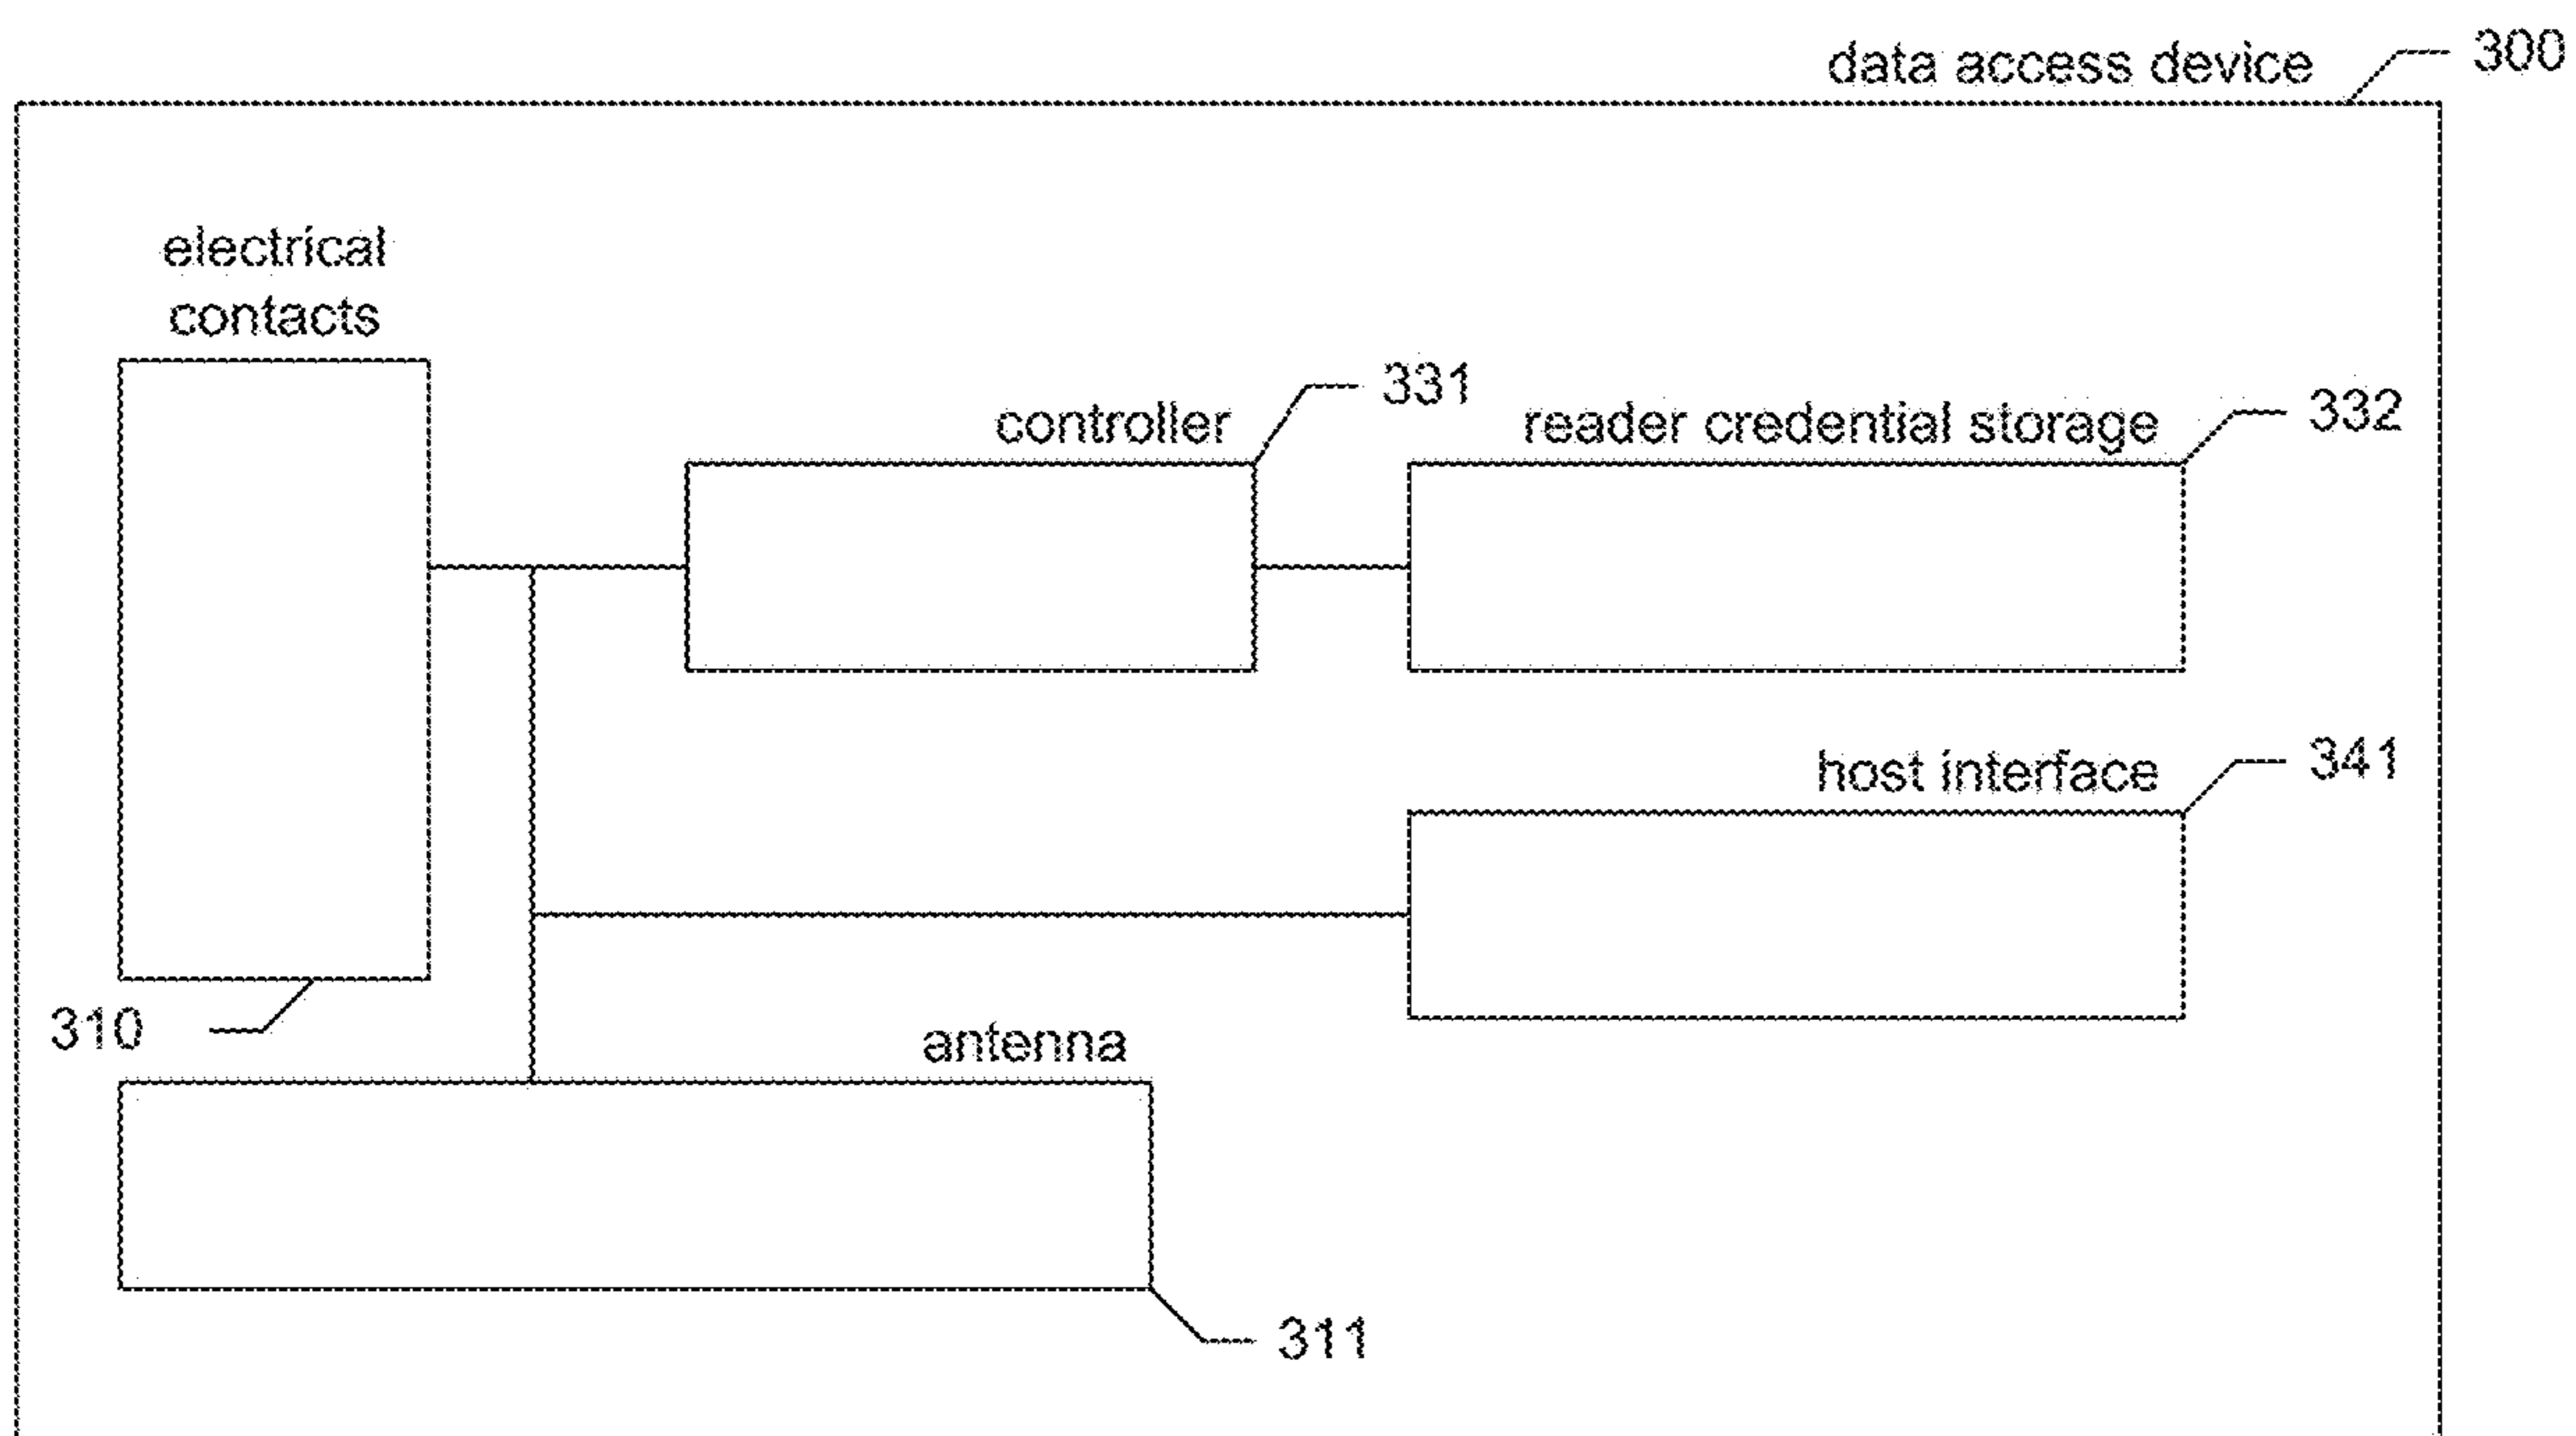 data access device
300
electrical
contacts
controller
331
reader credential storage
332
host interface
341
310
antenna
311